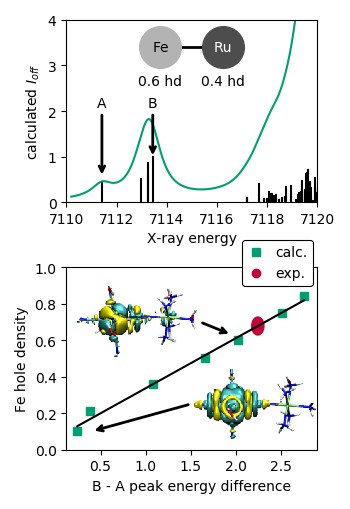 4
3
2
1
0
calculated I_off
Fe
Ru
0.6 hd
0.4 hd
A
B
7110
7112
7114
7116
7118
7120
X-ray energy
calc.
exp.
1.0
0.8
0.6
0.4
0.2
0.0
Fe hole density
0.5
1.0
1.5
2.0
2.5
B - A peak energy difference